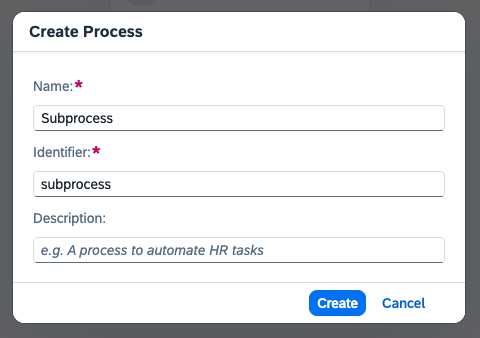 Create Process
Name:*
Subprocess
Identifier:*
subprocess
Description:
e.g. A process to automate HR tasks
Create Cancel